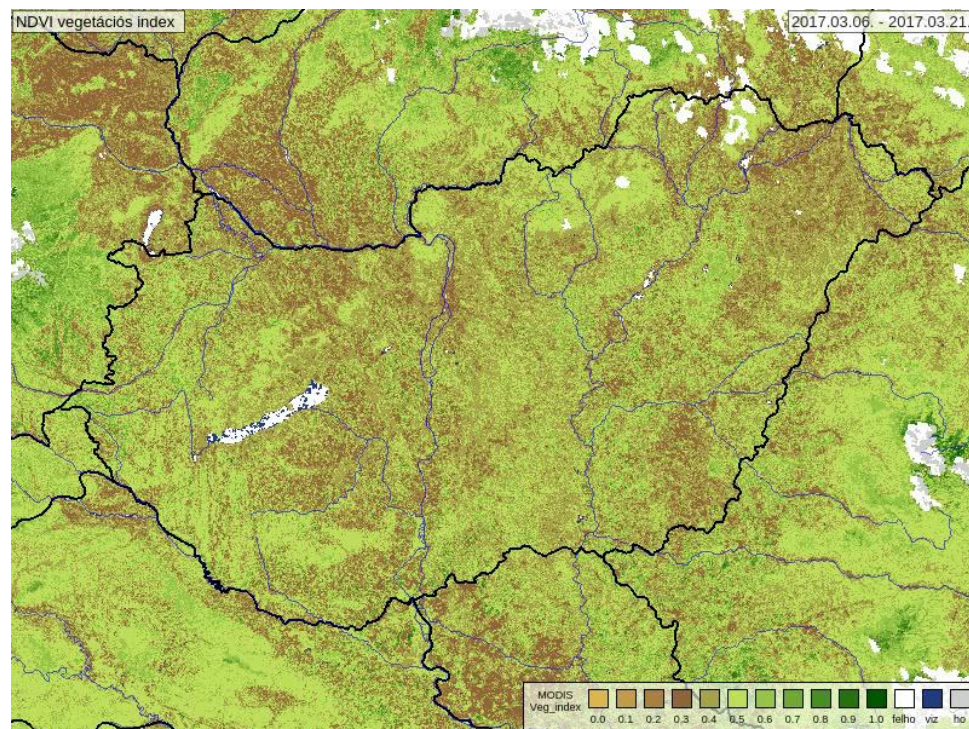 NDVI vegetációs index
2017.03.06. - 2017.03.21.
MODIS
Veg_index
0.0 0.1 0.2 0.3 0.4 0.5 0.6 0.7 0.8 0.9 1.0 felho viz ho